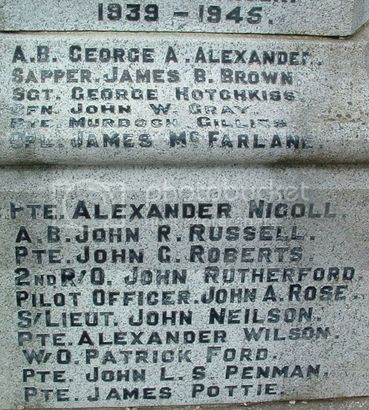 1939 - 1945.
A.B. GEORGE A. ALEXANDER.
SAPPER. JAMES B. BROWN
SGT. GEORGE HOTCHKISS
JOHN W. GRAY.
PTE. MURDOCH GILLIES
CPL. JAMES McFARLANE
photobucket
PTE. ALEXANDER NICOLL.
A.B. JOHN R. RUSSELL.
PTE. JOHN G. ROBERTS.
2ND R/O. JOHN RUTHERFORD.
PILOT OFFICER. JOHN A. ROSE.
S/LIEUT. JOHN NEILSON.
PTE. ALEXANDER WILSON.
W/O. PATRICK FORD.
PTE. JOHN L. S. PENMAN.
PTE. JAMES POTTIE.